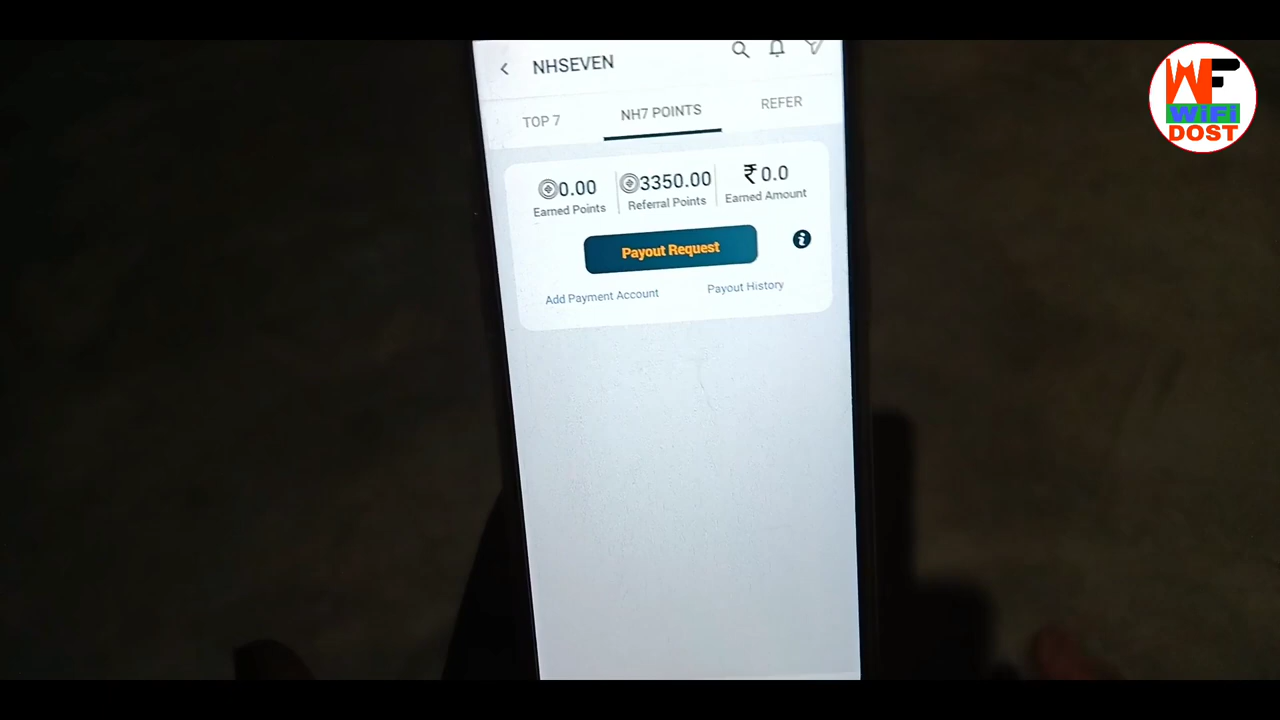 NHSEVEN
TOP 7 NH7 POINTS REFER
0.00 3350.00 ₹0.0
Earned Points Referral Points Earned Amount
Payout Request
Add Payment Account Payout History
WF
WiFi
DOST